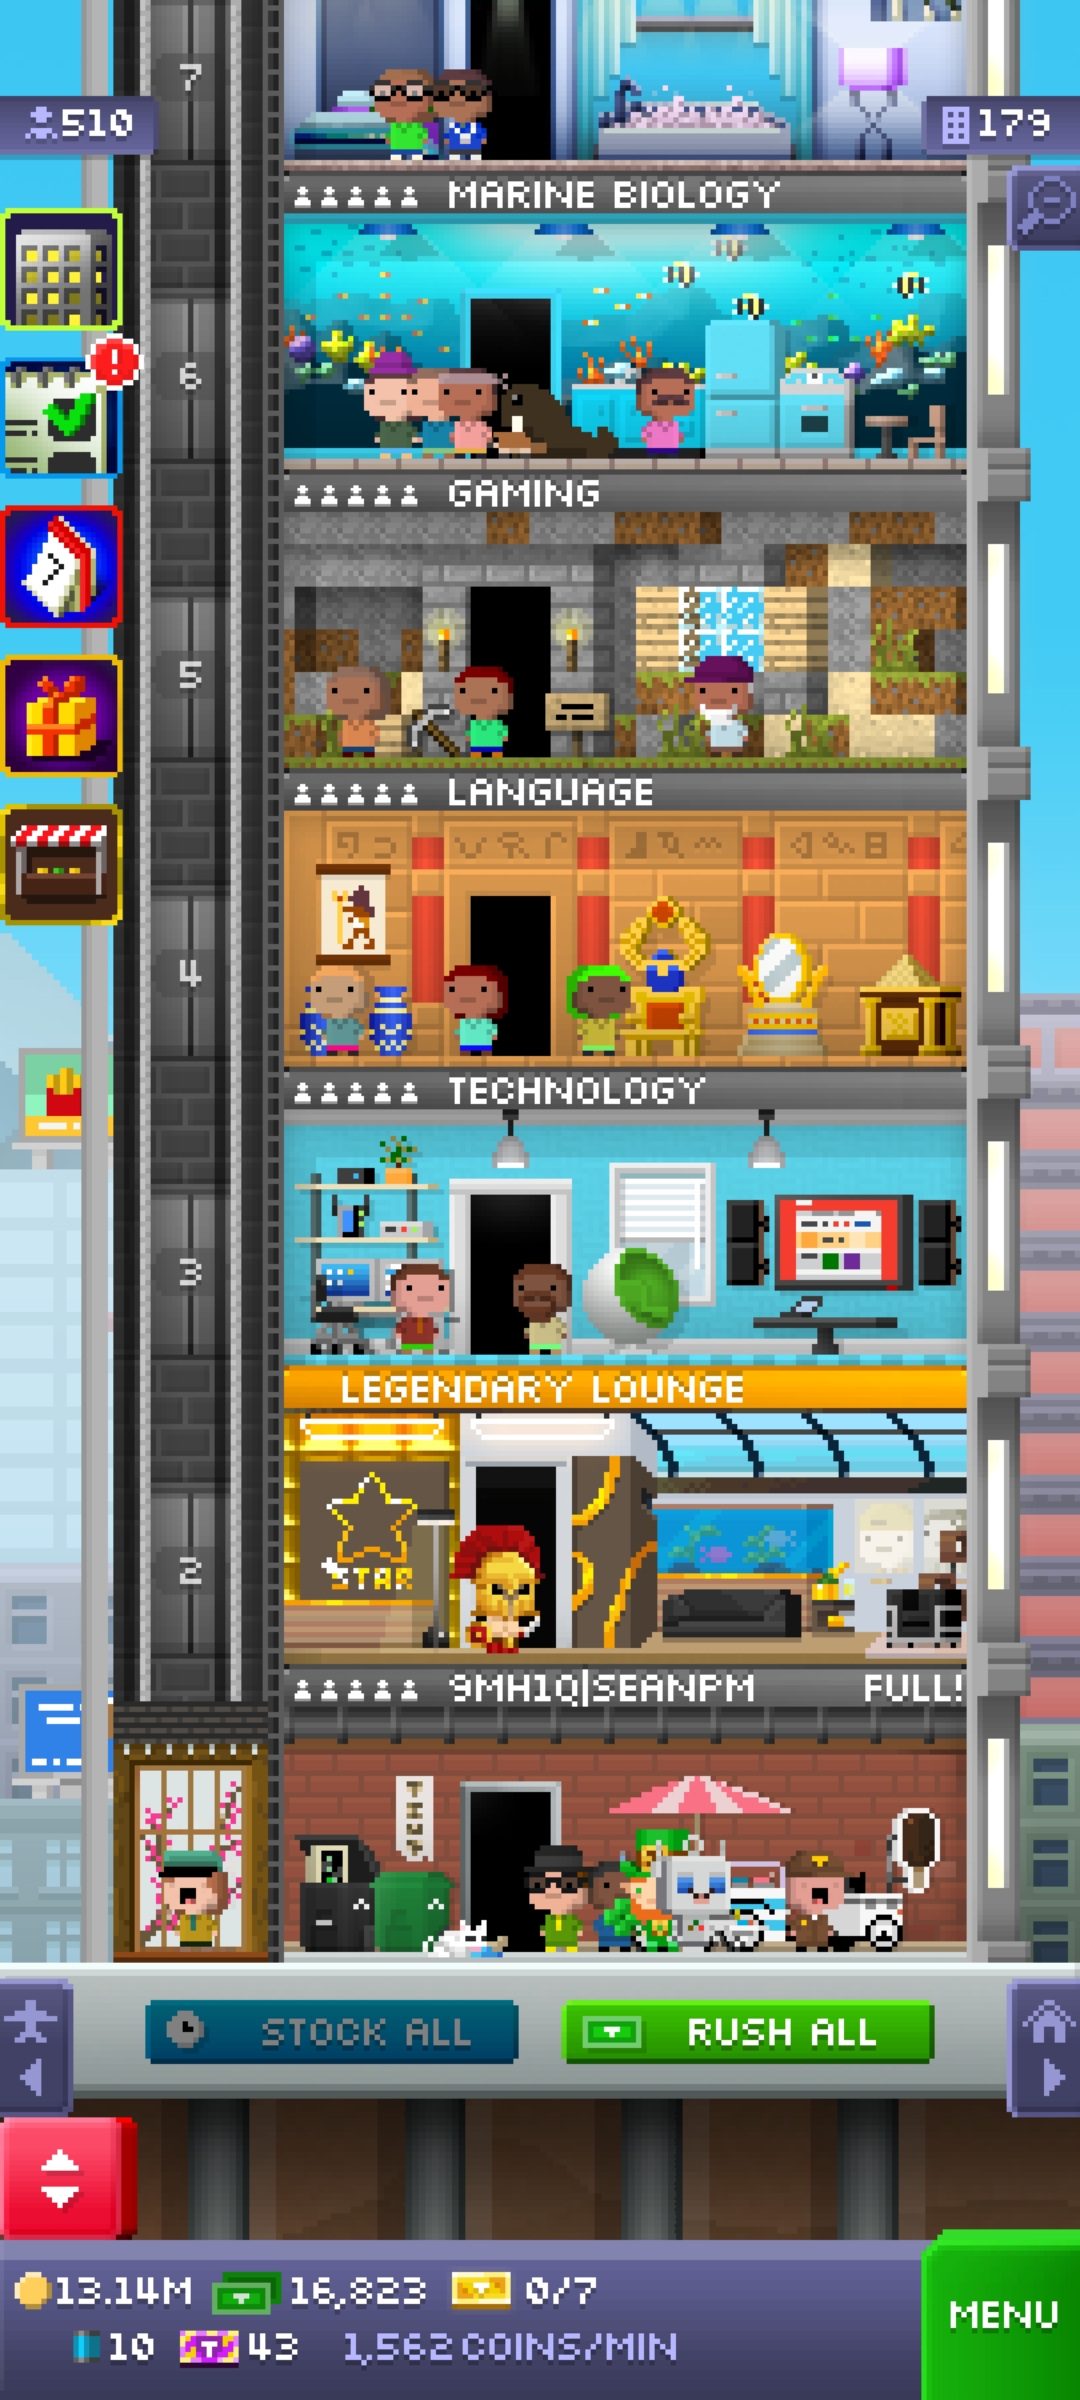 7
510
179
MARINE BIOLOGY
6
GAMING
5
LANGUAGE
4
TECHNOLOGY
3
LEGENDARY LOUNGE
STAR
2
9MH1Q|SEANPM FULL!
STOCK ALL
RUSH ALL
13.14M 16,823 0/7
10 43 1,562 COINS/MIN
MENU